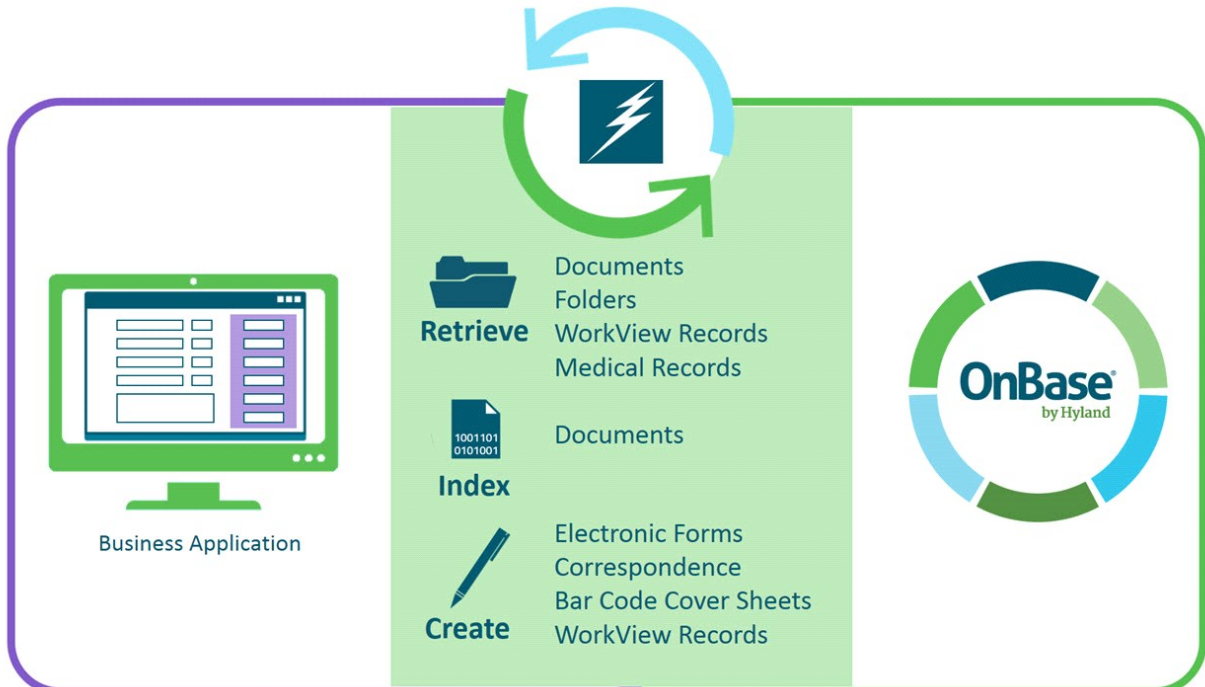 Documents
Folders
Retrieve
WorkView Records
Medical Records
1001101
0101001
Documents
Index
Electronic Forms
Correspondence
Bar Code Cover Sheets
Create
WorkView Records
Business Application
OnBase®
by Hyland